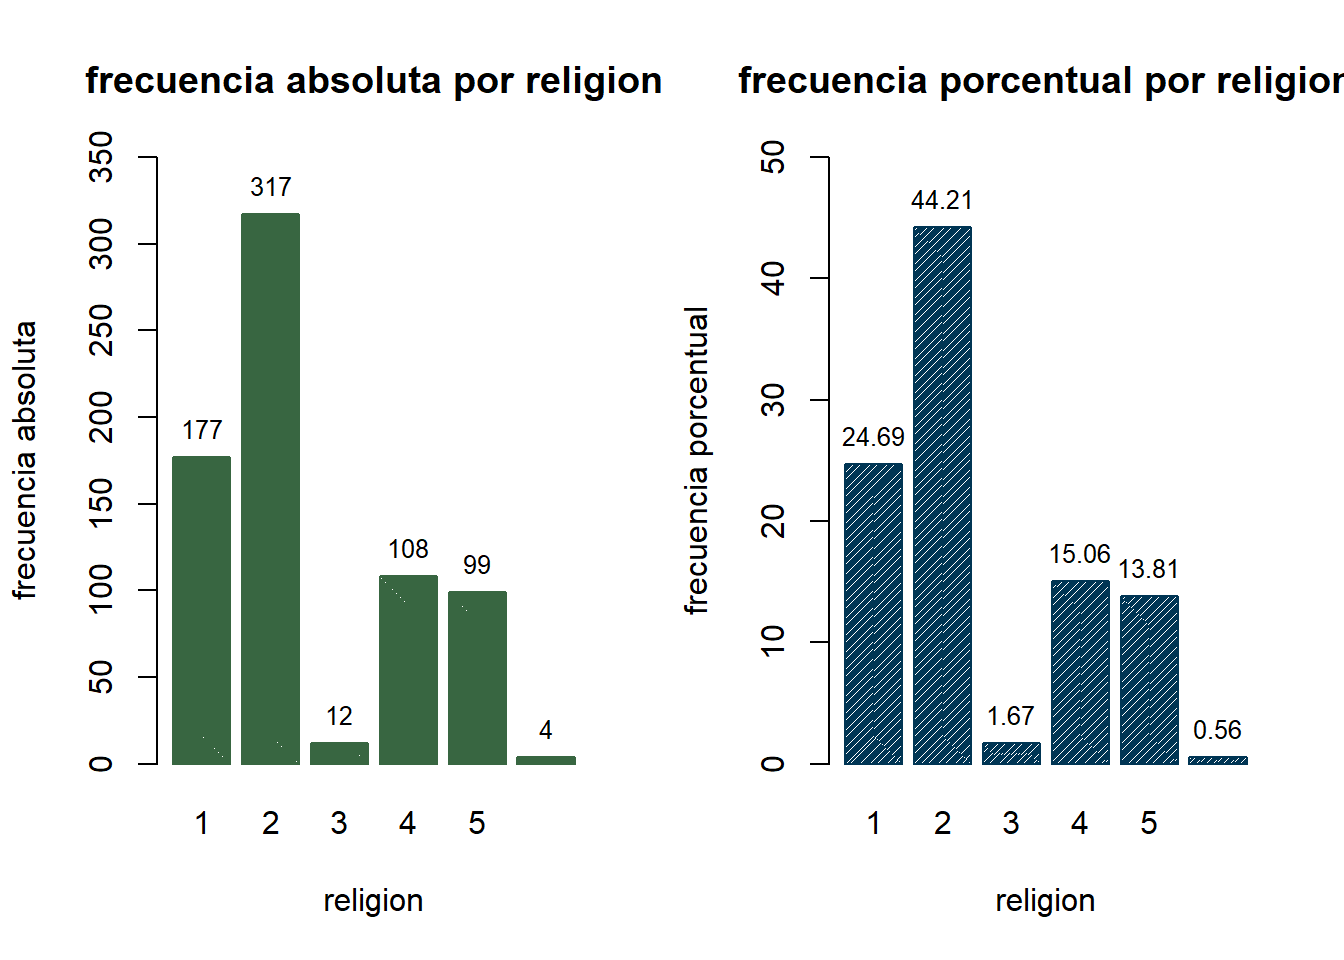 frecuencia absoluta por religion
frecuencia absoluta
0 50 100 150 200 250 300 350
177 317 12 108 99 4
1 2 3 4 5
religion
frecuencia porcentual por religion
frecuencia porcentual
0 10 20 30 40 50
24.69 44.21 1.67 15.06 13.81 0.56
1 2 3 4 5
religion